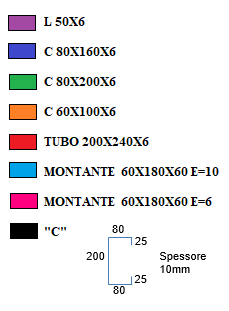 L 50X6
C 80X160X6
C 80X200X6
C 60X100X6
TUBO 200X240X6
MONTANTE 60X180X60 E=10
MONTANTE 60X180X60 E=6
"C"
80
25
200
Spessore
10mm
25
80